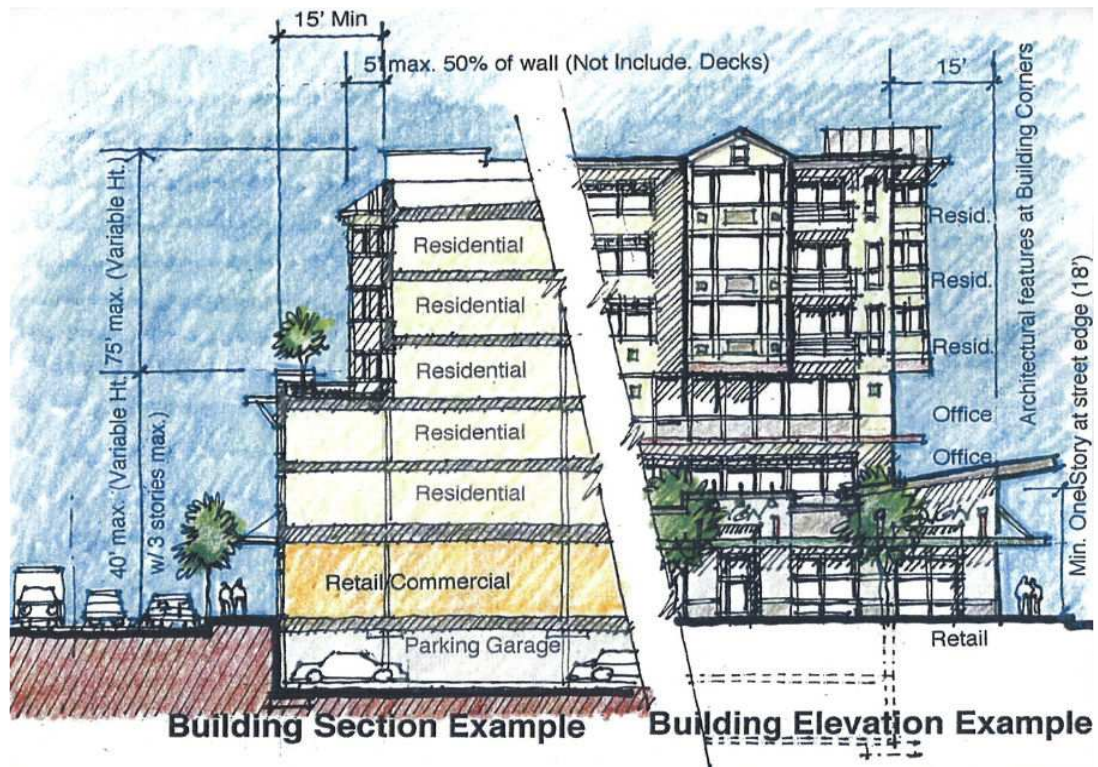 15' Min
5' max. 50% of wall (Not Include. Decks)
15'
Architectural features at Building Corners
75' max. (Variable Ht.)
40' max. (Variable Ht.
w/ 3 stories max.)
Min. One Story at street edge (18')
Residential
Residential
Residential
Residential
Residential
Retail/Commercial
Parking Garage
Resid.
Resid.
Resid.
Office
Office
Retail
Building Section Example
Building Elevation Example